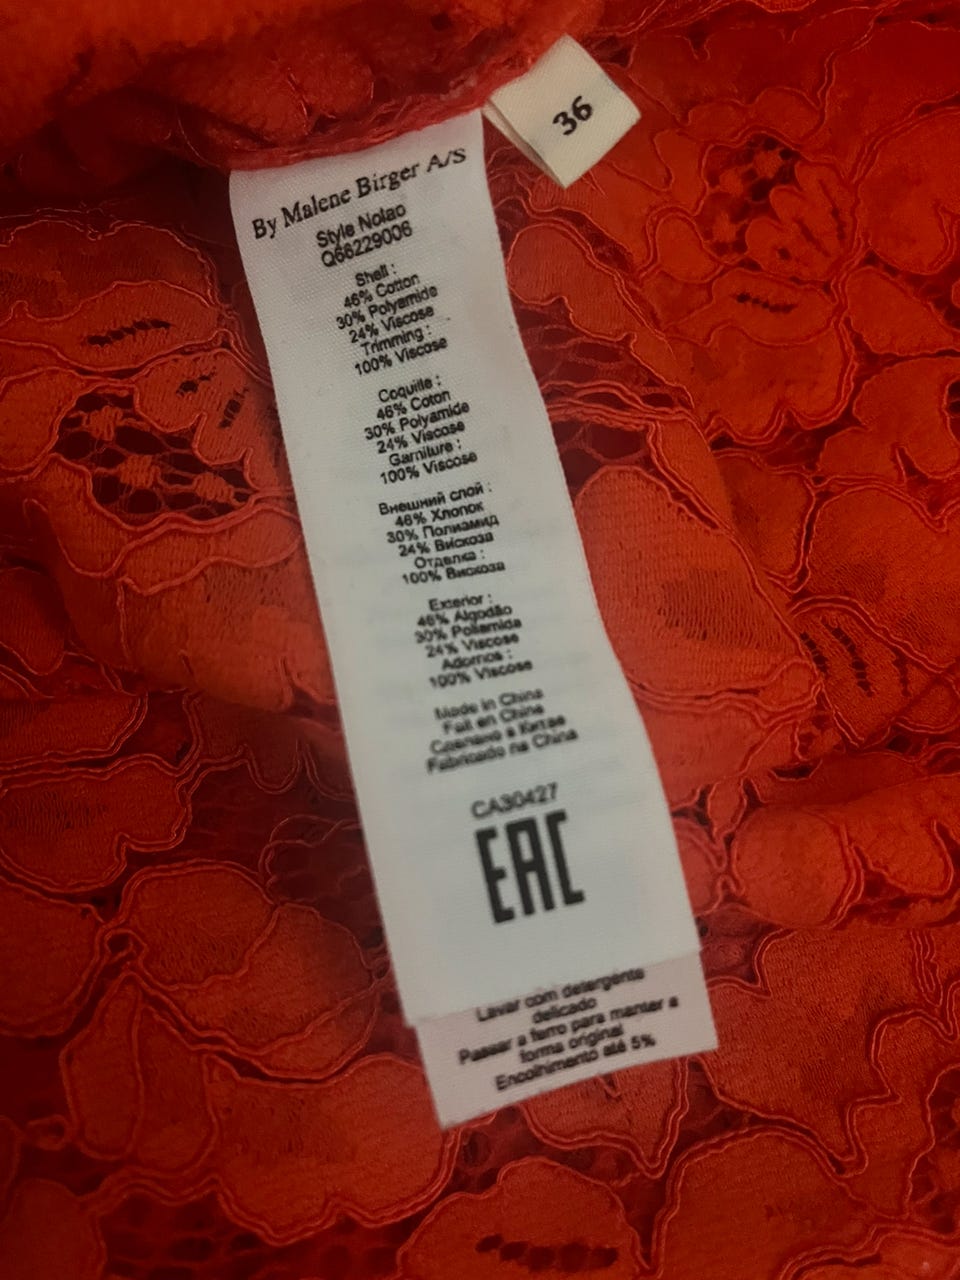 36
By Malene Birger A/S
Style Nolao
Q66229006
Shell :
46% Cotton
30% Polyamide
24% Viscose
Trimming :
100% Viscose
Coquille :
46% Coton
30% Polyamide
24% Viscose
Garniture :
100% Viscose
Внешний слой :
46% Хлопок
30% Полиамид
24% Вискоза
Отделка :
100% Вискоза
Exterior :
46% Algodão
30% Poliamida
24% Viscose
Adornos :
100% Viscose
Made in China
Fait en Chine
Сделано в Китае
Fabricado na China
CA30427
EAC
Lavar com detergente
delicado
Passar a ferro para manter a
forma original
Encolhimento até 5%